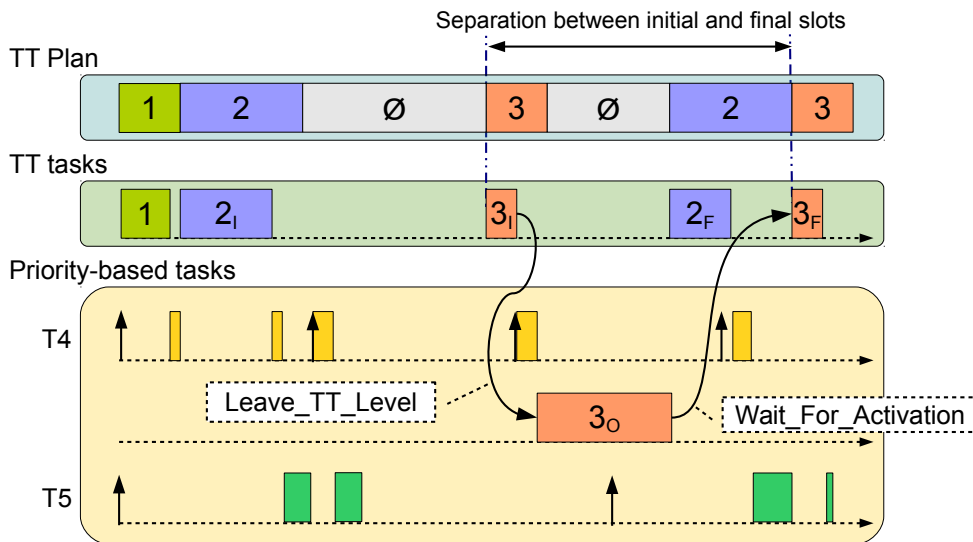 Separation between initial and final slots
TT Plan
1 2 Ø 3 Ø 2 3
TT tasks
1 2I 3I 2F 3F
Priority-based tasks
T4
Leave_TT_Level
3O
Wait_For_Activation
T5